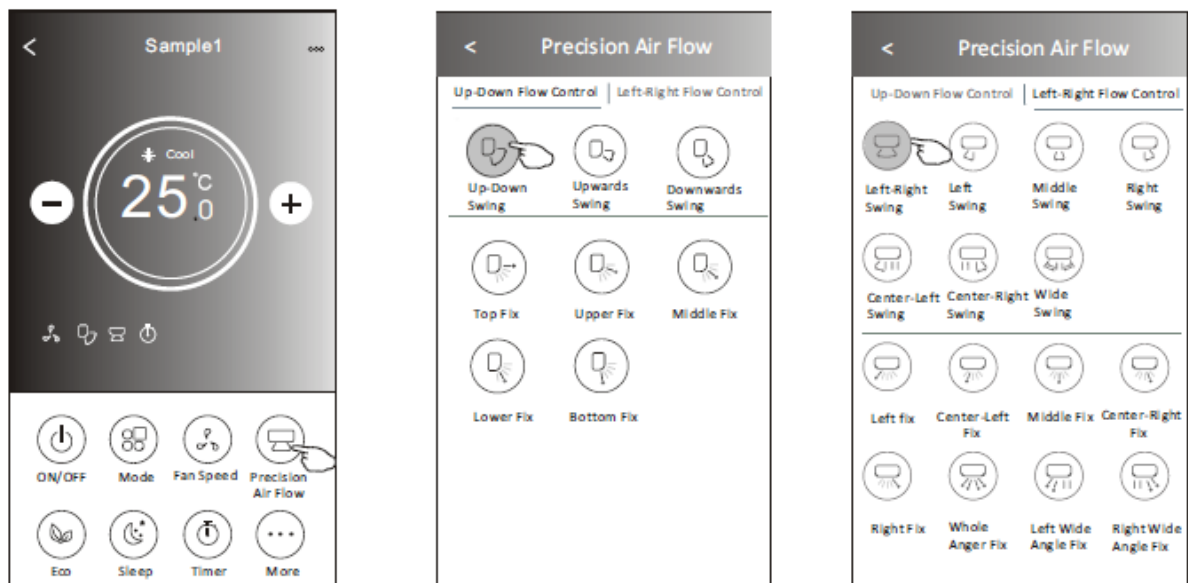 <
Sample1
Cool
25.0
°C
−
+
ON/OFF
Mode
Fan Speed
Precision
Air Flow
Eco
Sleep
Timer
More
<
Precision Air Flow
Up-Down Flow Control
Left-Right Flow Control
Up-Down
Swing
Upwards
Swing
Downwards
Swing
Top Fix
Upper Fix
Middle Fix
Lower Fix
Bottom Fix
<
Precision Air Flow
Up-Down Flow Control
Left-Right Flow Control
Left-Right
Swing
Left
Swing
Middle
Swing
Right
Swing
Center-Left
Swing
Center-Right
Swing
Wide
Swing
Left fix
Center-Left
Fix
Middle Fix
Center-Right
Fix
Right Fix
Whole
Anger Fix
Left Wide
Angle Fix
Right Wide
Angle Fix